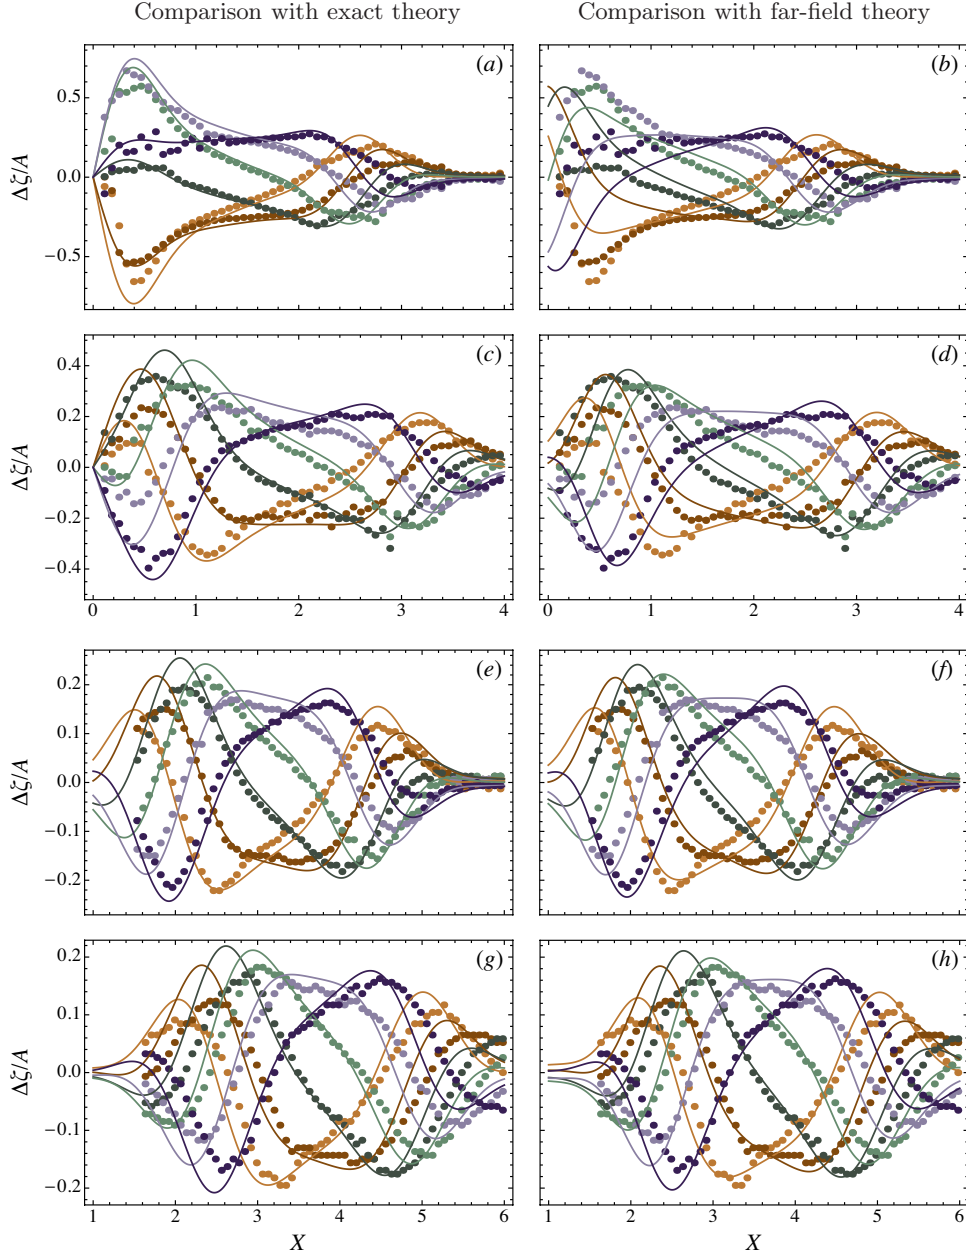 Comparison with exact theory
Comparison with far-field theory
(a)
(b)
0.5
0.0
−0.5
Δζ/A
(c)
(d)
0.4
0.2
0.0
−0.2
−0.4
Δζ/A
0 1 2 3 4
0 1 2 3 4
(e)
(f)
0.2
0.1
0.0
−0.1
−0.2
Δζ/A
(g)
(h)
0.2
0.1
0.0
−0.1
−0.2
Δζ/A
1 2 3 4 5 6
1 2 3 4 5 6
X
X